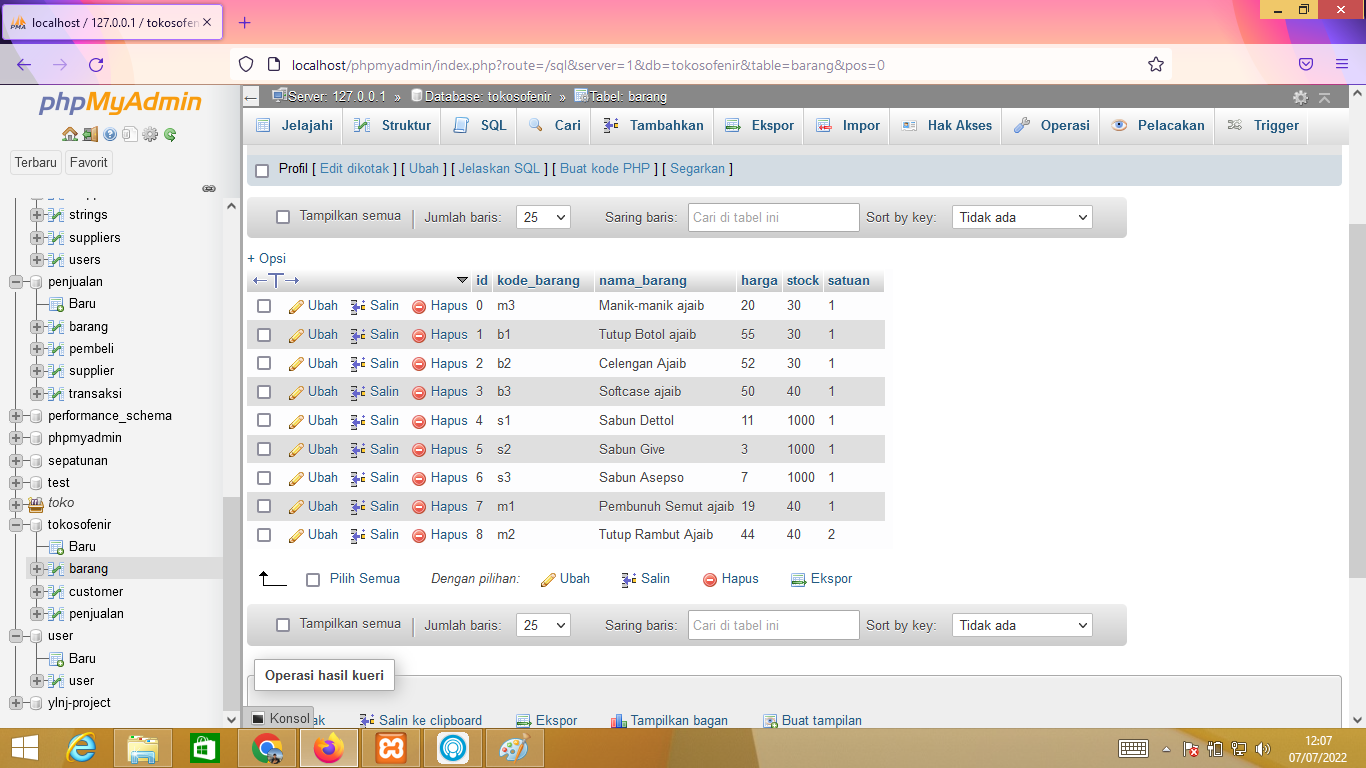 localhost / 127.0.0.1 / tokosofen
localhost/phpmyadmin/index.php?route=/sql&server=1&db=tokosofenir&table=barang&pos=0
phpMyAdmin
Terbaru Favorit
strings
suppliers
users
penjualan
Baru
barang
pembeli
supplier
transaksi
performance_schema
phpmyadmin
sepatunan
test
toko
tokosofenir
Baru
barang
customer
penjualan
user
Baru
user
ylnj-project
Server: 127.0.0.1 » Database: tokosofenir » Tabel: barang
Jelajahi Struktur SQL Cari Tambahkan Ekspor Impor Hak Akses Operasi Pelacakan Trigger
Profil [ Edit dikotak ] [ Ubah ] [ Jelaskan SQL ] [ Buat kode PHP ] [ Segarkan ]
Tampilkan semua | Jumlah baris: 25 Saring baris: Cari di tabel ini Sort by key: Tidak ada
+ Opsi
id kode_barang nama_barang harga stock satuan
Ubah Salin Hapus 0 m3 Manik-manik ajaib 20 30 1
Ubah Salin Hapus 1 b1 Tutup Botol ajaib 55 30 1
Ubah Salin Hapus 2 b2 Celengan Ajaib 52 30 1
Ubah Salin Hapus 3 b3 Softcase ajaib 50 40 1
Ubah Salin Hapus 4 s1 Sabun Dettol 11 1000 1
Ubah Salin Hapus 5 s2 Sabun Give 3 1000 1
Ubah Salin Hapus 6 s3 Sabun Asepso 7 1000 1
Ubah Salin Hapus 7 m1 Pembunuh Semut ajaib 19 40 1
Ubah Salin Hapus 8 m2 Tutup Rambut Ajaib 44 40 2
Pilih Semua Dengan pilihan: Ubah Salin Hapus Ekspor
Tampilkan semua | Jumlah baris: 25 Saring baris: Cari di tabel ini Sort by key: Tidak ada
Operasi hasil kueri
Konsol ak Salin ke clipboard Ekspor Tampilkan bagan Buat tampilan
12:07
07/07/2022